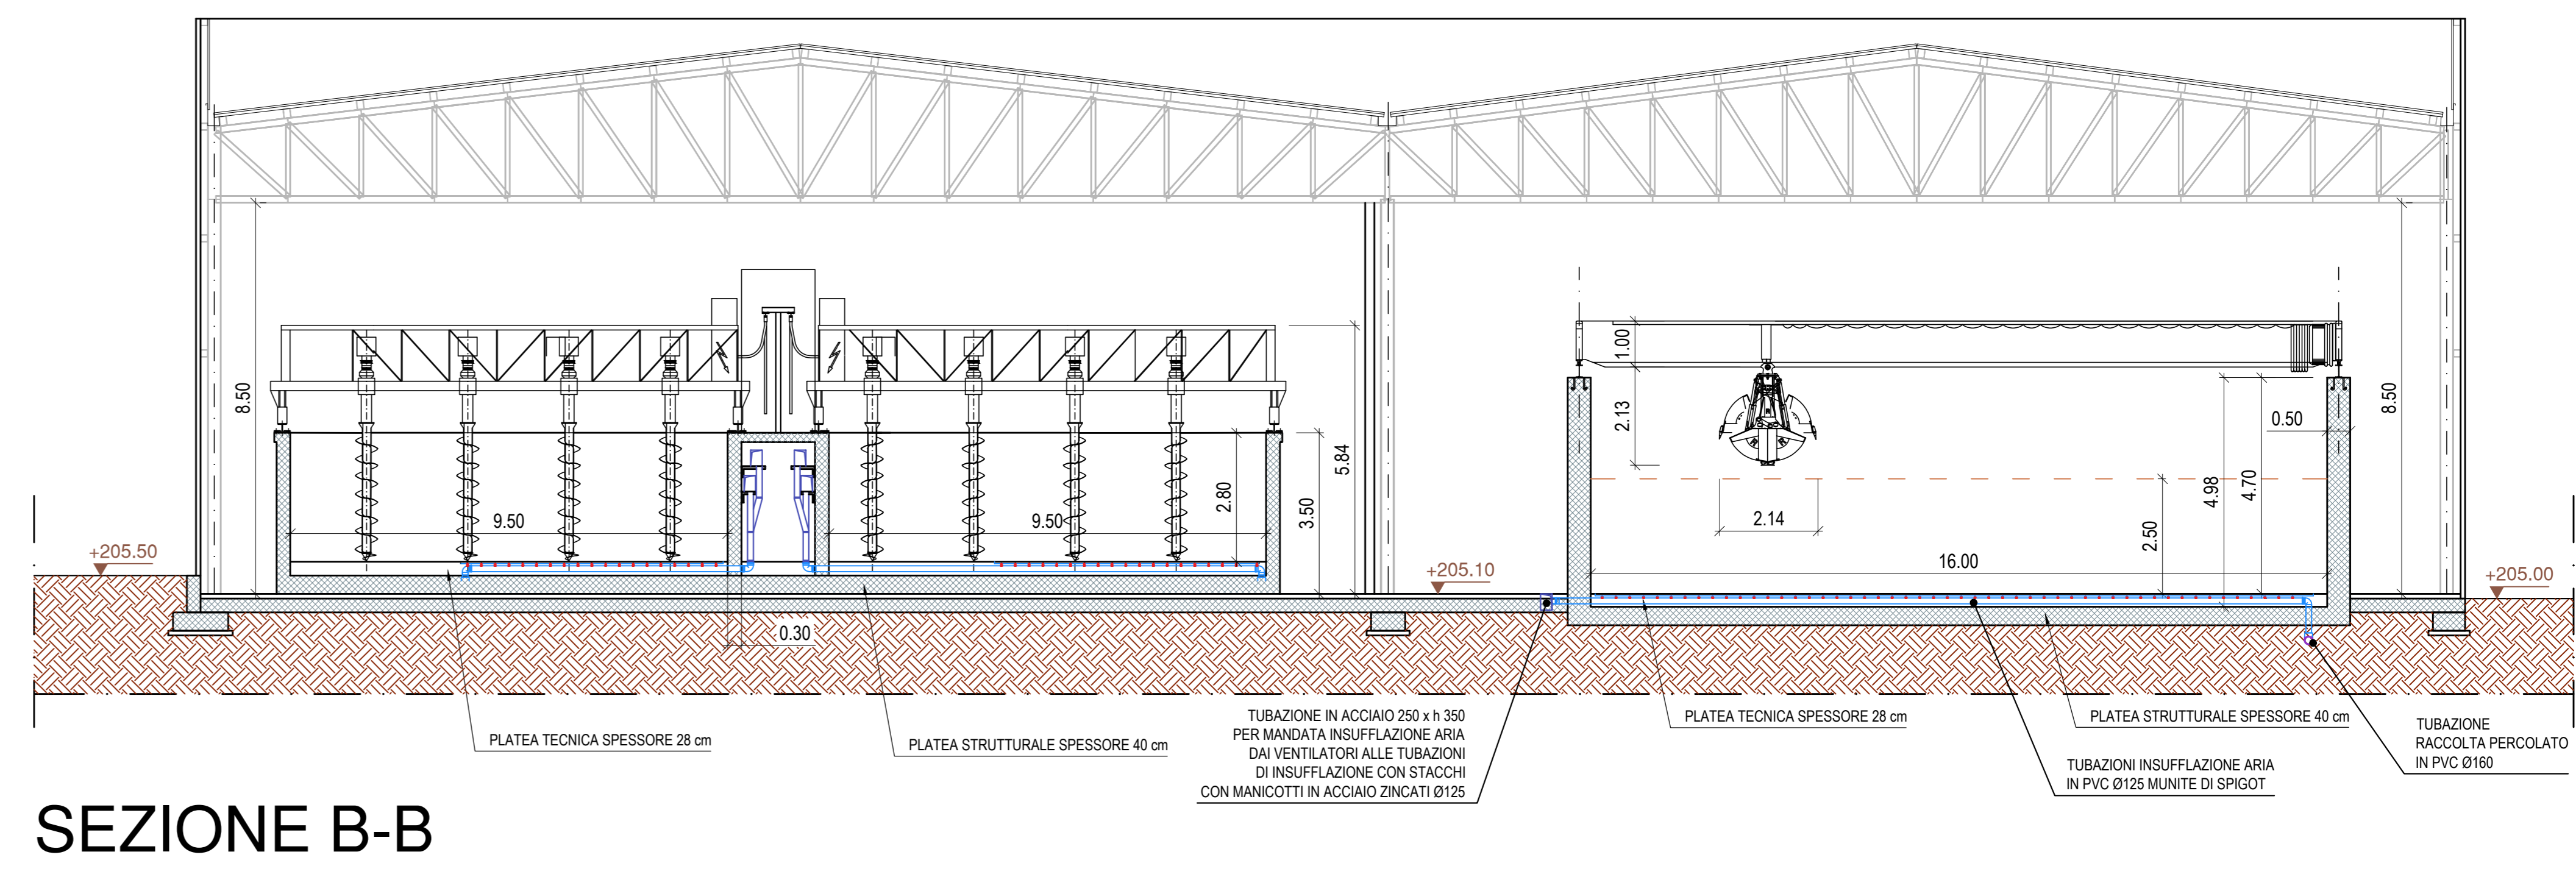 8.50
1.00
2.13
0.50
8.50
5.84
4.98
4.70
2.80
3.50
2.50
9.50
9.50
2.14
16.00
+205.50
+205.10
+205.00
0.30
PLATEA TECNICA SPESSORE 28 cm
PLATEA STRUTTURALE SPESSORE 40 cm
TUBAZIONE IN ACCIAIO 250 x h 350
PER MANDATA INSUFFLAZIONE ARIA
DAI VENTILATORI ALLE TUBAZIONI
DI INSUFFLAZIONE CON STACCHI
CON MANICOTTI IN ACCIAIO ZINCATI Ø125
PLATEA TECNICA SPESSORE 28 cm
TUBAZIONI INSUFFLAZIONE ARIA
IN PVC Ø125 MUNITE DI SPIGOT
PLATEA STRUTTURALE SPESSORE 40 cm
TUBAZIONE
RACCOLTA PERCOLATO
IN PVC Ø160
SEZIONE B-B